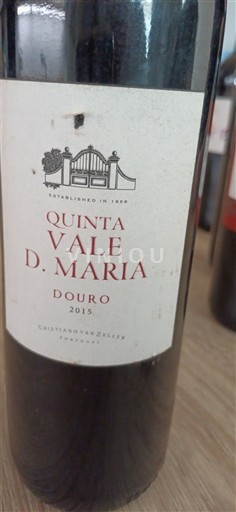 ESTABLISHED IN 1868
QUINTA
VALE
D. MARIA
DOURO
2015
CRISTIANO VAN ZELLER
PORTUGAL